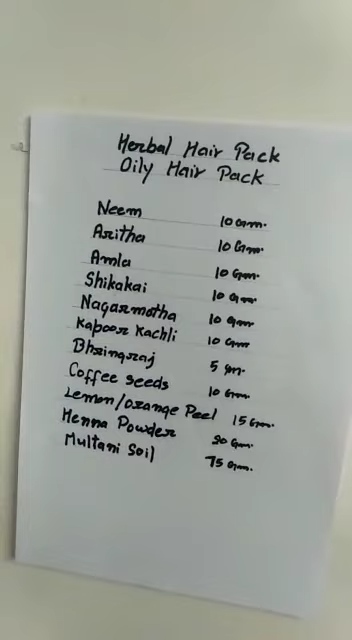 Herbal Hair Pack
Oily Hair Pack
Neem 10 Gm.
Aritha 10 Gm.
Amla 10 Gm.
Shikakai 10 Gm.
Nagarmotha 10 Gm.
Kapoor Kachli 10 Gm
Bhringraj 5 gm.
Coffee seeds 10 Gm.
Lemon/orange Peel 15 Gm.
Henna Powder Gm.
Multani Soil 75 Gm.